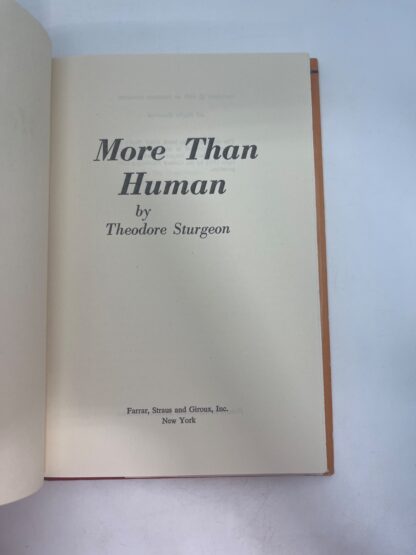 More Than
Human
by
Theodore Sturgeon
Farrar, Straus and Giroux, Inc.
New York